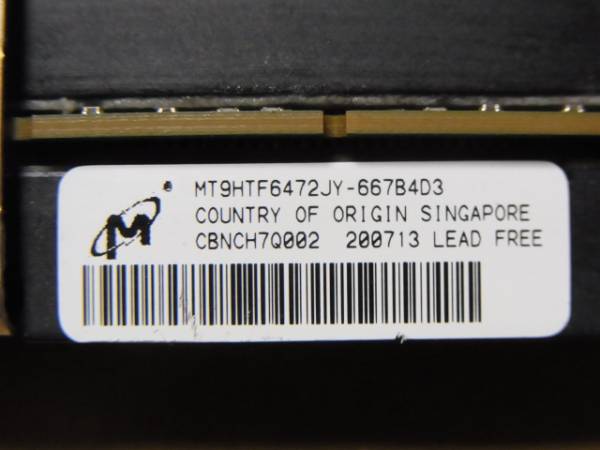 MT9HTF6472JY-667B4D3
COUNTRY OF ORIGIN SINGAPORE
CBNCH7Q002 200713 LEAD FREE